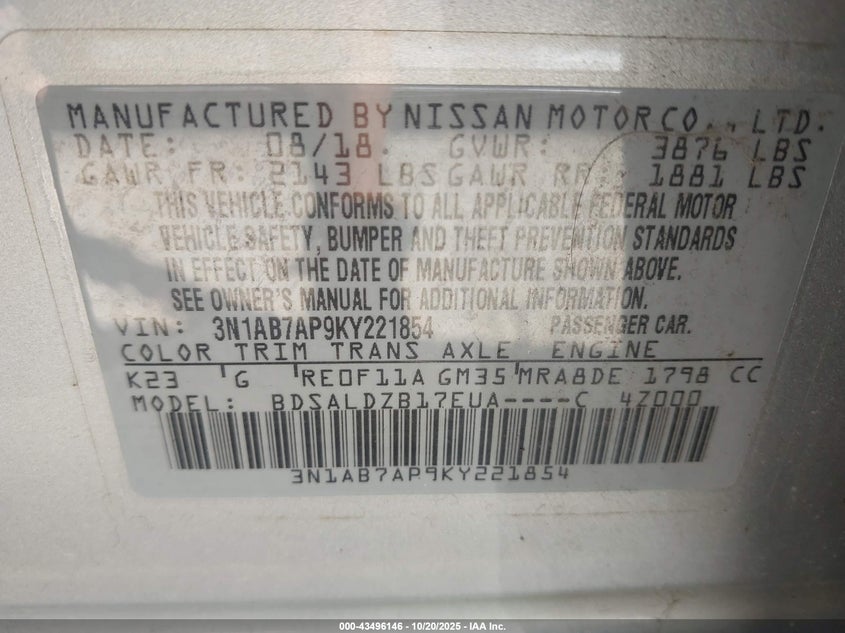 MANUFACTURED BY NISSAN MOTOR CO., LTD.
DATE: 08/18. GVWR: 3876 LBS
GAWR FR: 2143 LBS GAWR RR: 1881 LBS
THIS VEHICLE CONFORMS TO ALL APPLICABLE FEDERAL MOTOR
VEHICLE SAFETY, BUMPER AND THEFT PREVENTION STANDARDS
IN EFFECT ON THE DATE OF MANUFACTURE SHOWN ABOVE.
SEE OWNER'S MANUAL FOR ADDITIONAL INFORMATION.
VIN: 3N1AB7AP9KY221854 PASSENGER CAR.
COLOR TRIM TRANS AXLE ENGINE
K23 G RE0F11A GM35 MRA8DE 1798 CC
MODEL: BDSALDZB17EUA----C 4Z000
3N1AB7AP9KY221854
000-43496146 - 10/20/2025 - IAA Inc.